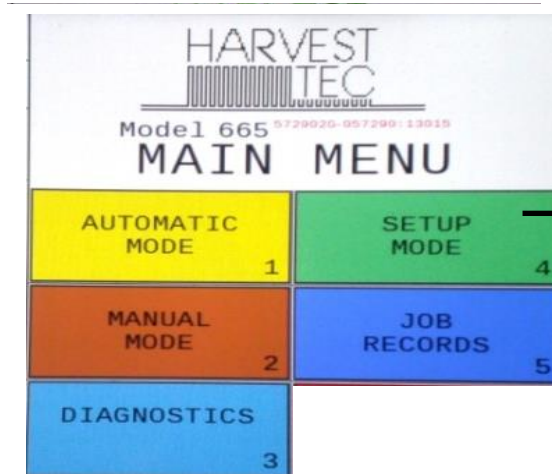 HARVEST
TEC
Model 665 572902G-057290:13015
MAIN MENU
AUTOMATIC
MODE
1
SETUP
MODE
4
MANUAL
MODE
2
JOB
RECORDS
5
DIAGNOSTICS
3